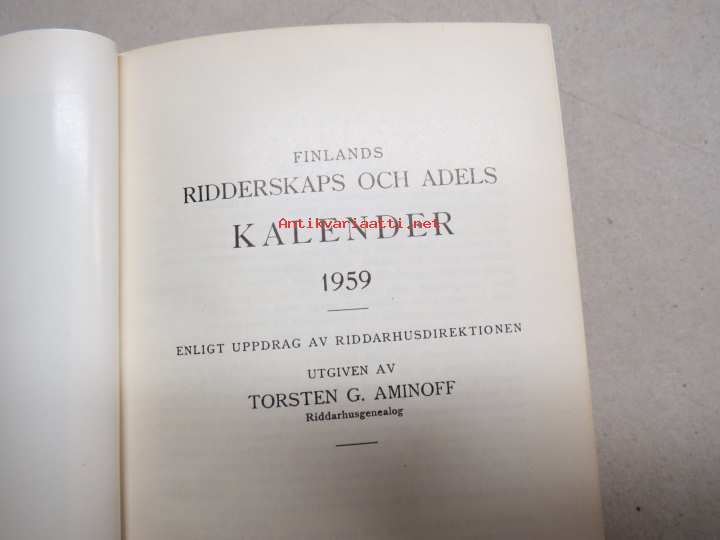 FINLANDS
RIDDERSKAPS OCH ADELS
Antikvariaatti.net
KALENDER
1959
ENLIGT UPPDRAG AV RIDDARHUSDIREKTIONEN
UTGIVEN AV
TORSTEN G. AMINOFF
Riddarhusgenealog